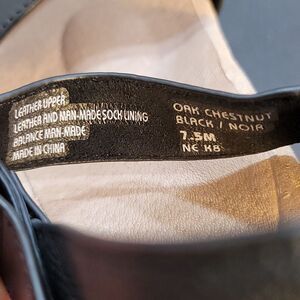 LEATHER UPPER
LEATHER AND MAN-MADE SOCK LINING
BALANCE MAN-MADE
MADE IN CHINA
OAK CHESTNUT
BLACK / NOIR
7.5M
NE KB